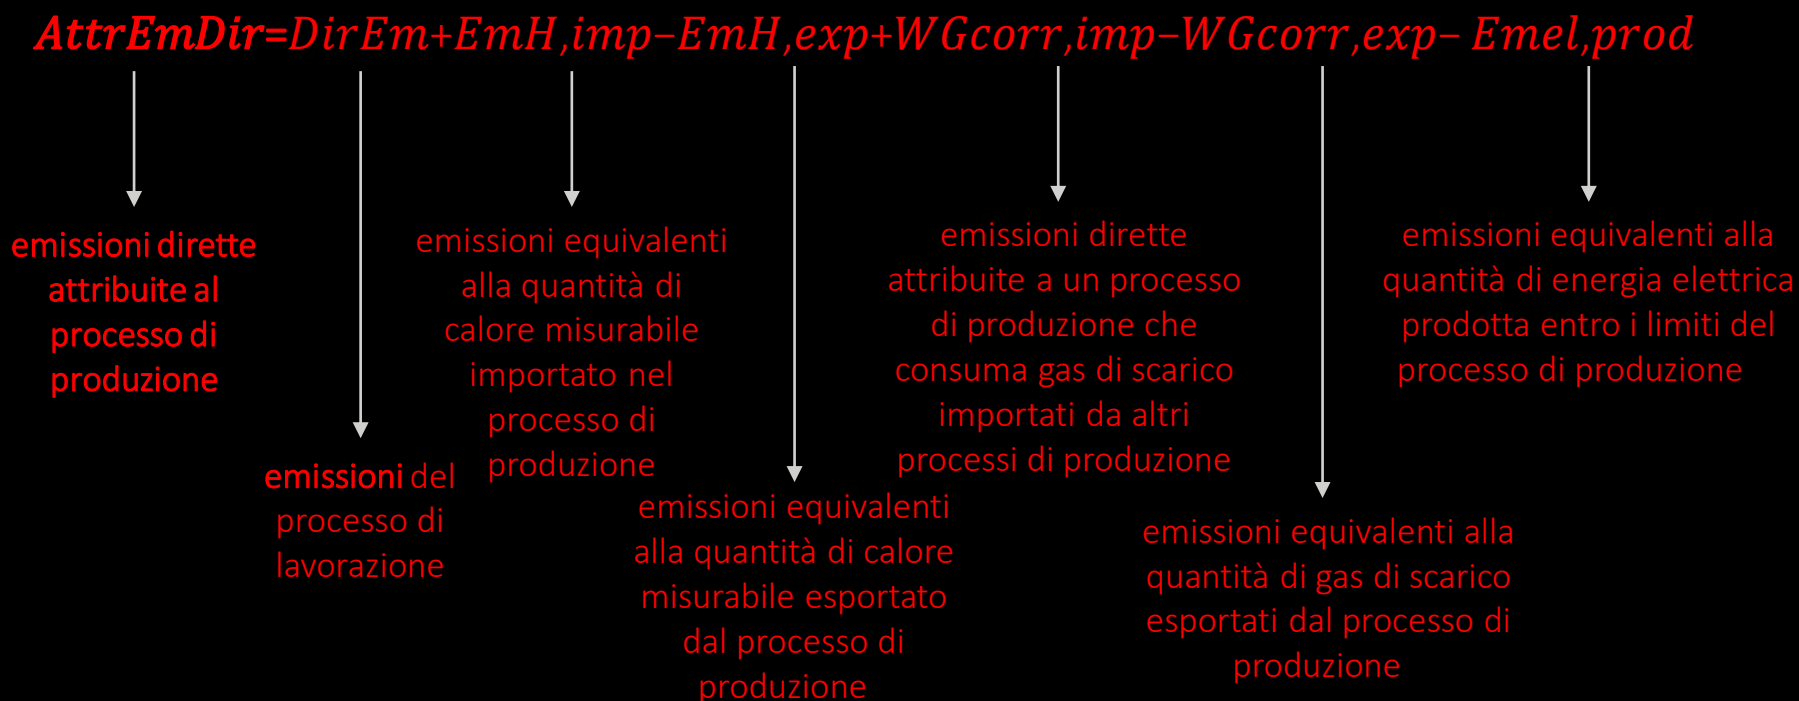 AttrEmDir=DirEm+EmH,imp−EmH,exp+WGcorr,imp−WGcorr,exp− Emel,prod
emissioni dirette
attribuite al
processo di
produzione
emissioni del
processo di
lavorazione
emissioni equivalenti
alla quantità di
calore misurabile
importato nel
processo di
produzione
emissioni equivalenti
alla quantità di calore
misurabile esportato
dal processo di
produzione
emissioni dirette
attribuite a un processo
di produzione che
consuma gas di scarico
importati da altri
processi di produzione
emissioni equivalenti alla
quantità di gas di scarico
esportati dal processo di
produzione
emissioni equivalenti alla
quantità di energia elettrica
prodotta entro i limiti del
processo di produzione